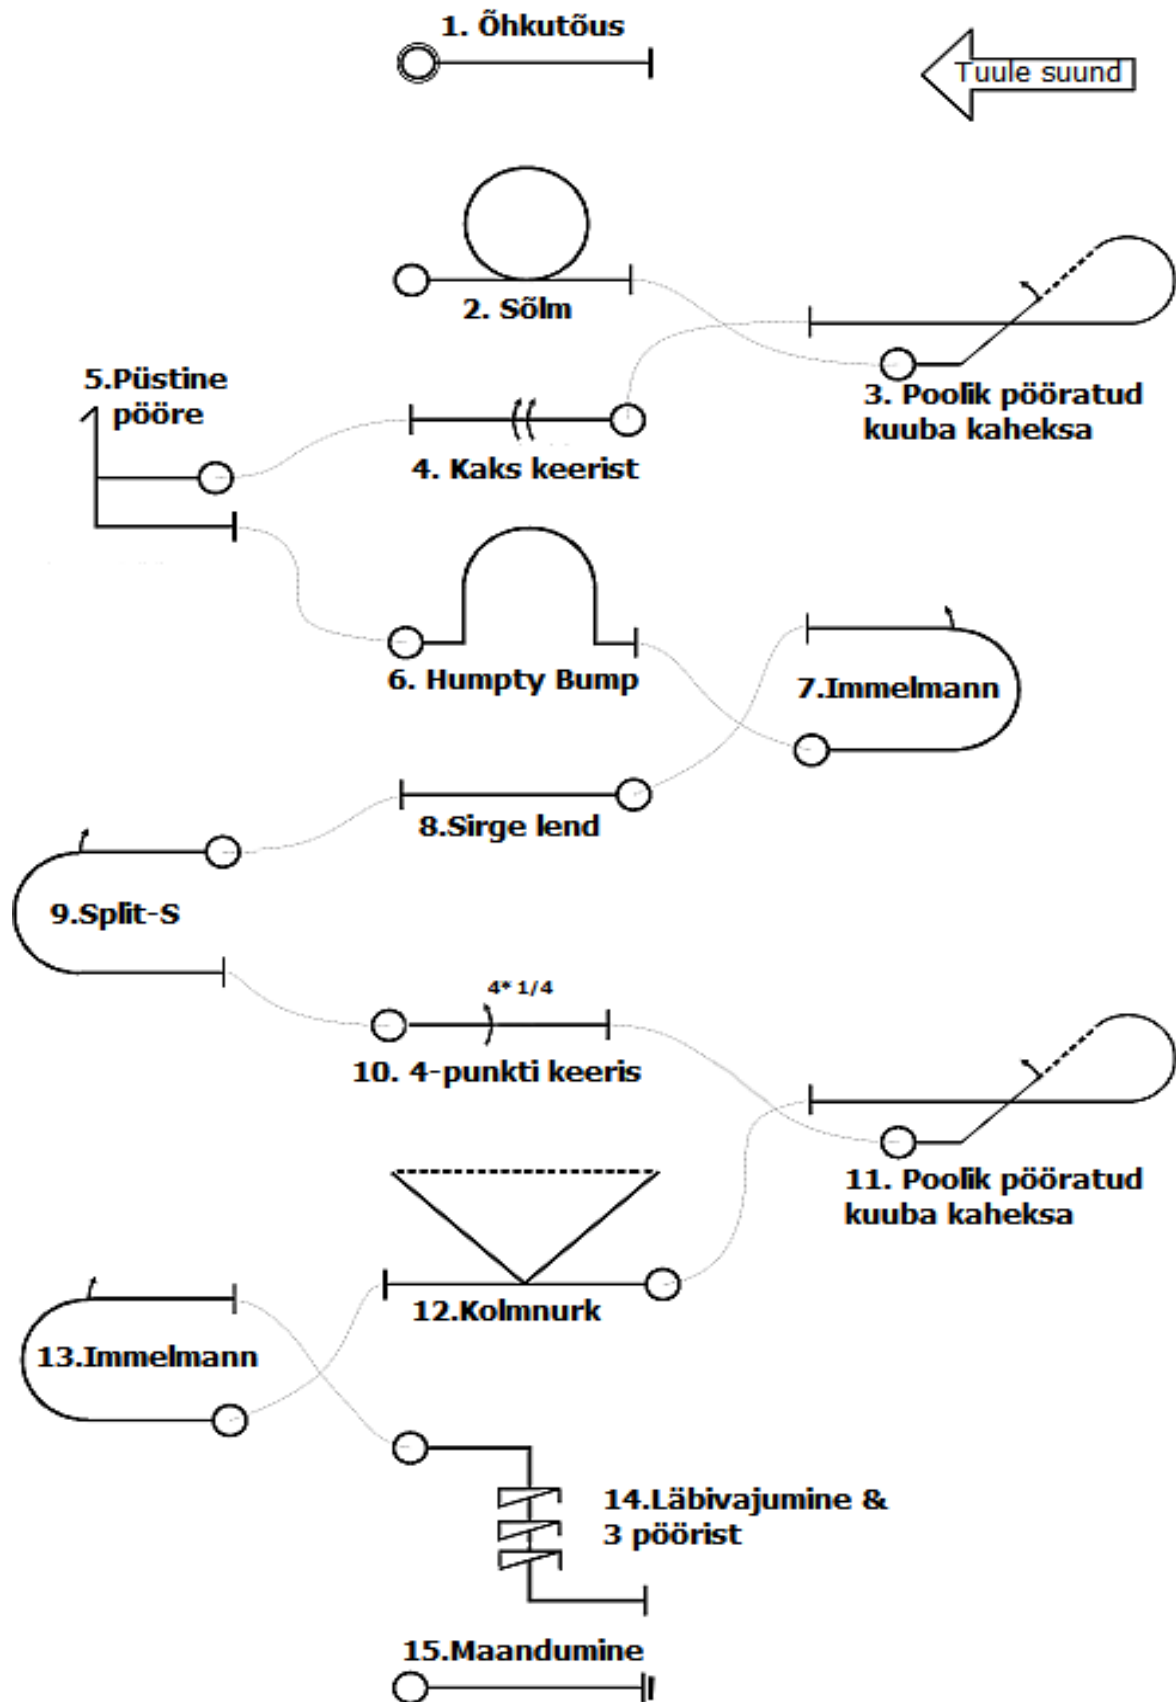 1. Õhkutõus
Tuule suund
2. Sõlm
3. Poolik pööratud
kuuba kaheksa
4. Kaks keerist
5.Püstine
pööre
6. Humpty Bump
7.Immelmann
8.Sirge lend
9.Split-S
4* 1/4
10. 4-punkti keeris
11. Poolik pööratud
kuuba kaheksa
12.Kolmnurk
13.Immelmann
14.Läbivajumine &
3 pöörist
15.Maandumine